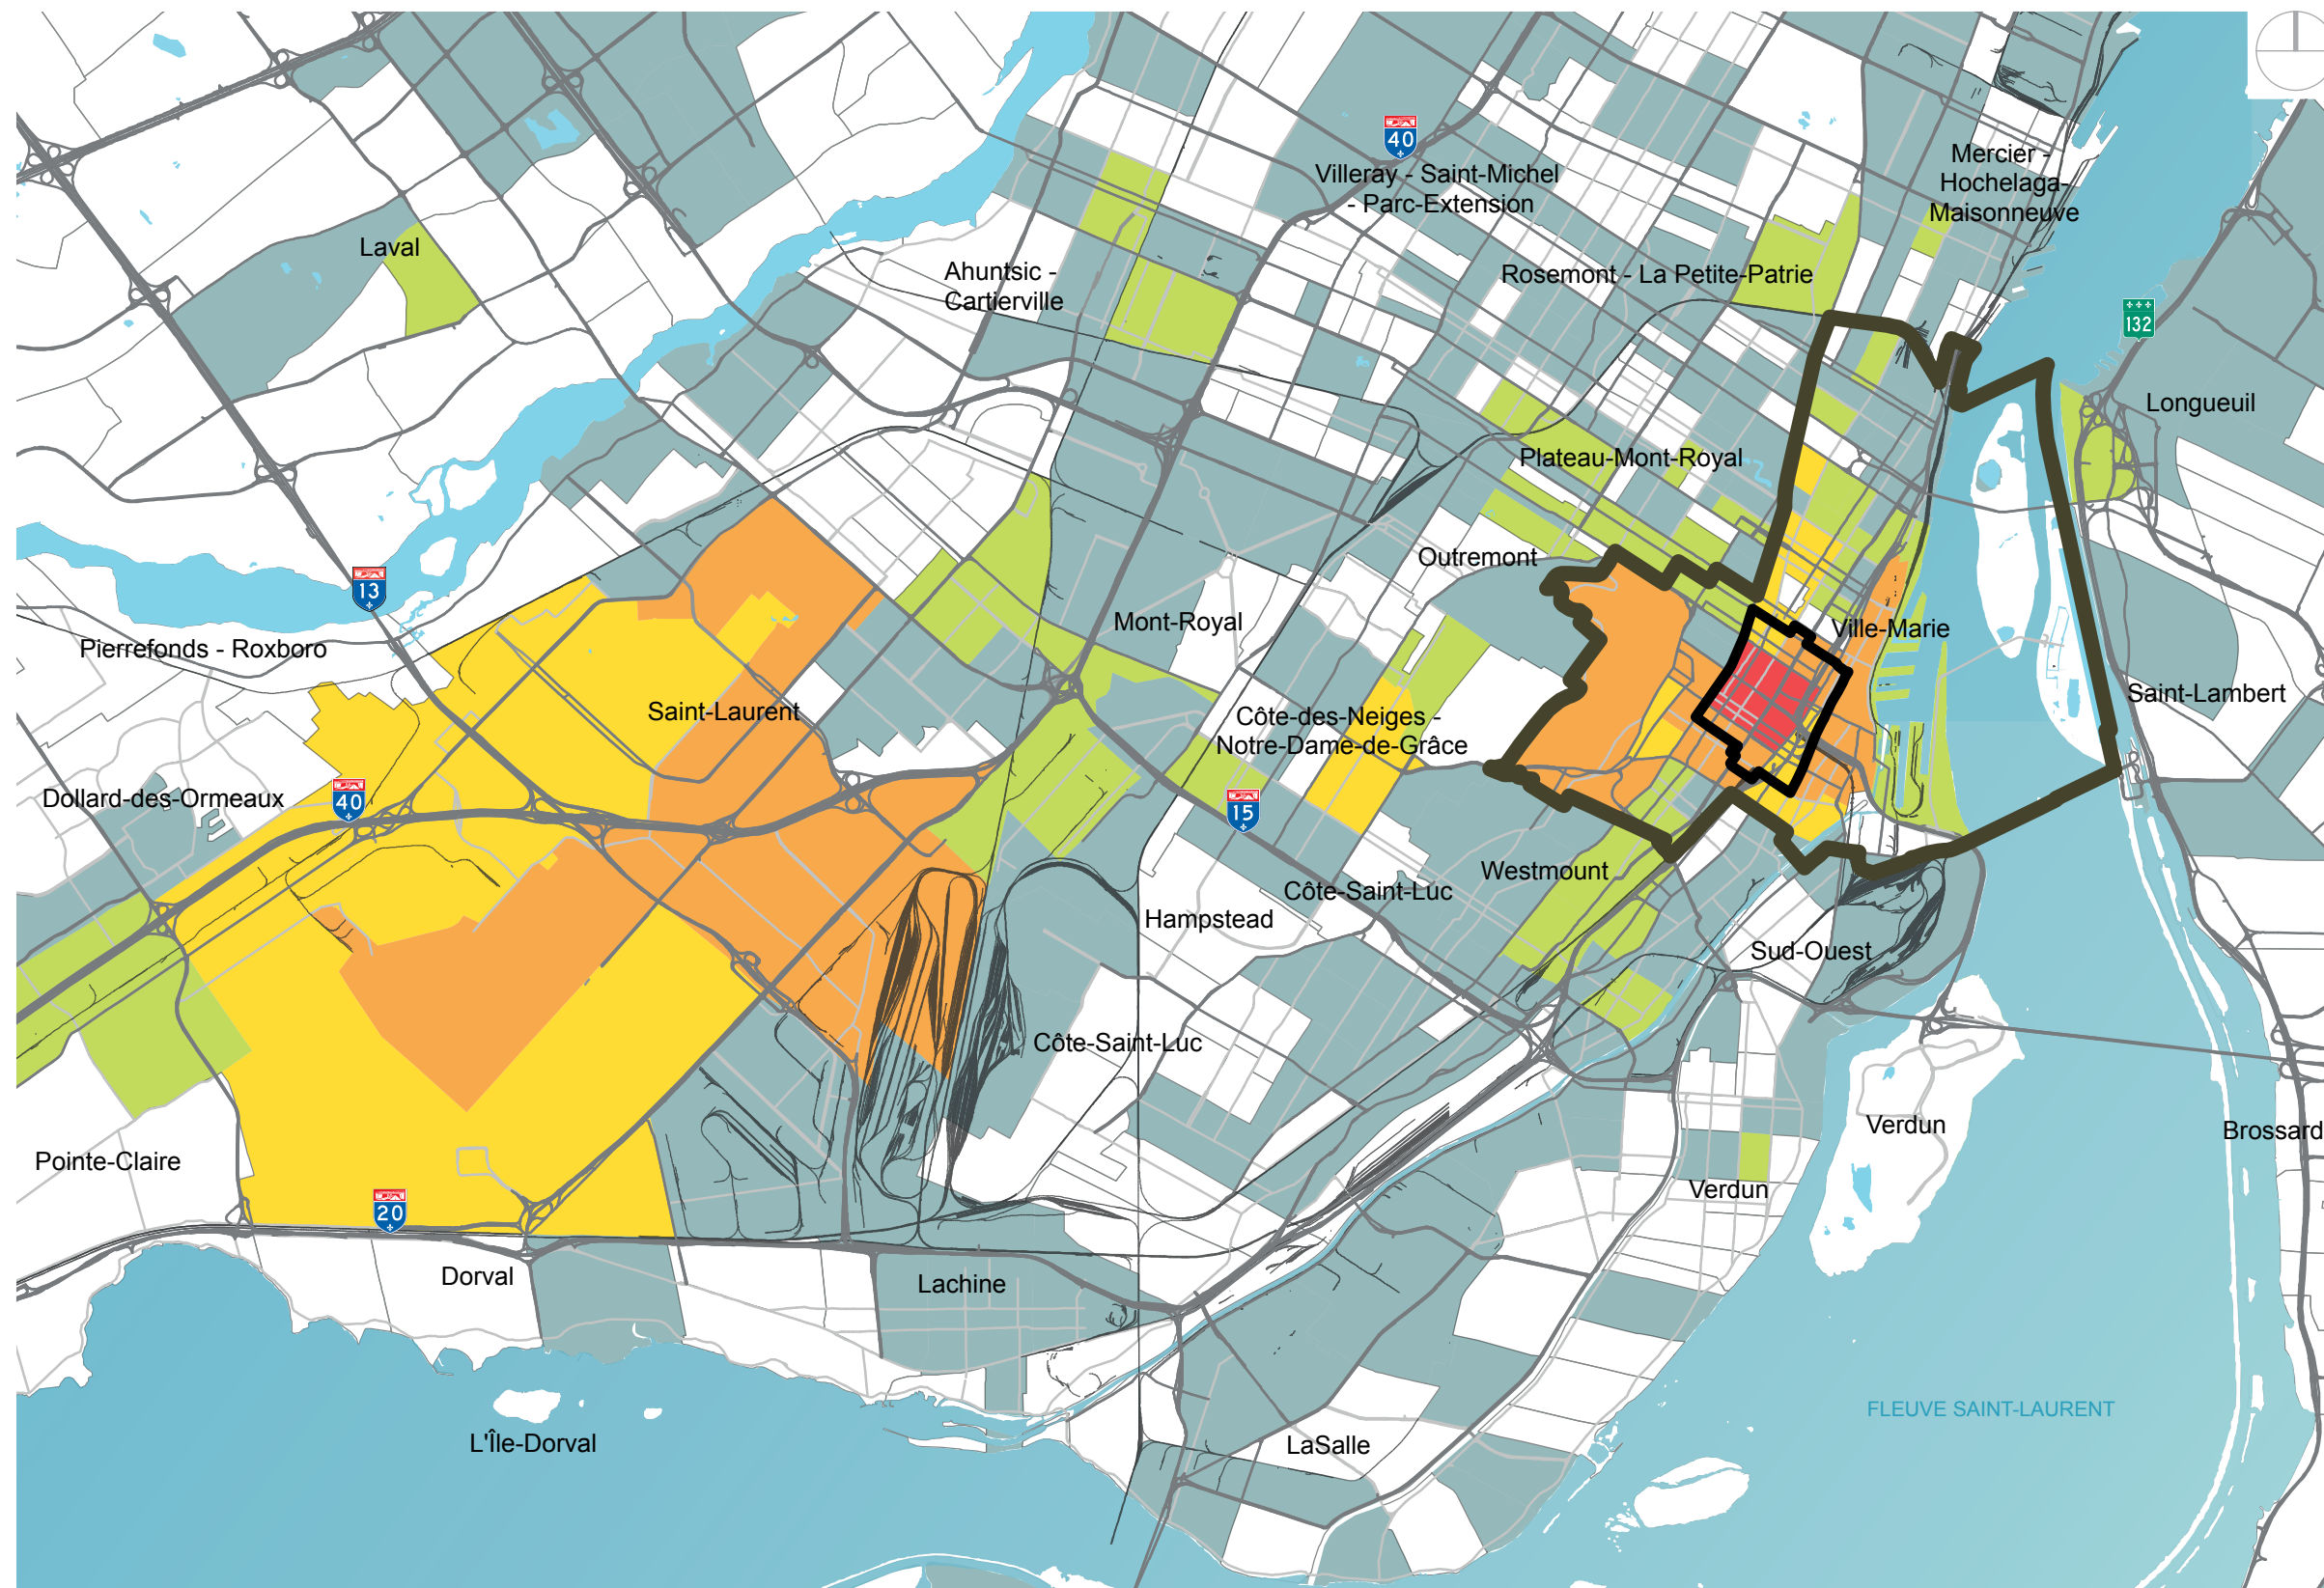 40
Villeray - Saint-Michel
- Parc-Extension
Mercier -
Hochelaga-
Maisonneuve
Laval
Ahuntsic -
Cartierville
Rosemont - La Petite-Patrie
132
Longueuil
Plateau-Mont-Royal
Outremont
13
Pierrefonds - Roxboro
Mont-Royal
Ville-Marie
Saint-Laurent
Saint-Lambert
Côte-des-Neiges -
Notre-Dame-de-Grâce
Dollard-des-Ormeaux
40
15
Westmount
Côte-Saint-Luc
Hampstead
Sud-Ouest
Côte-Saint-Luc
Verdun
Brossard
Pointe-Claire
Verdun
20
Dorval
Lachine
FLEUVE SAINT-LAURENT
L'Île-Dorval
LaSalle